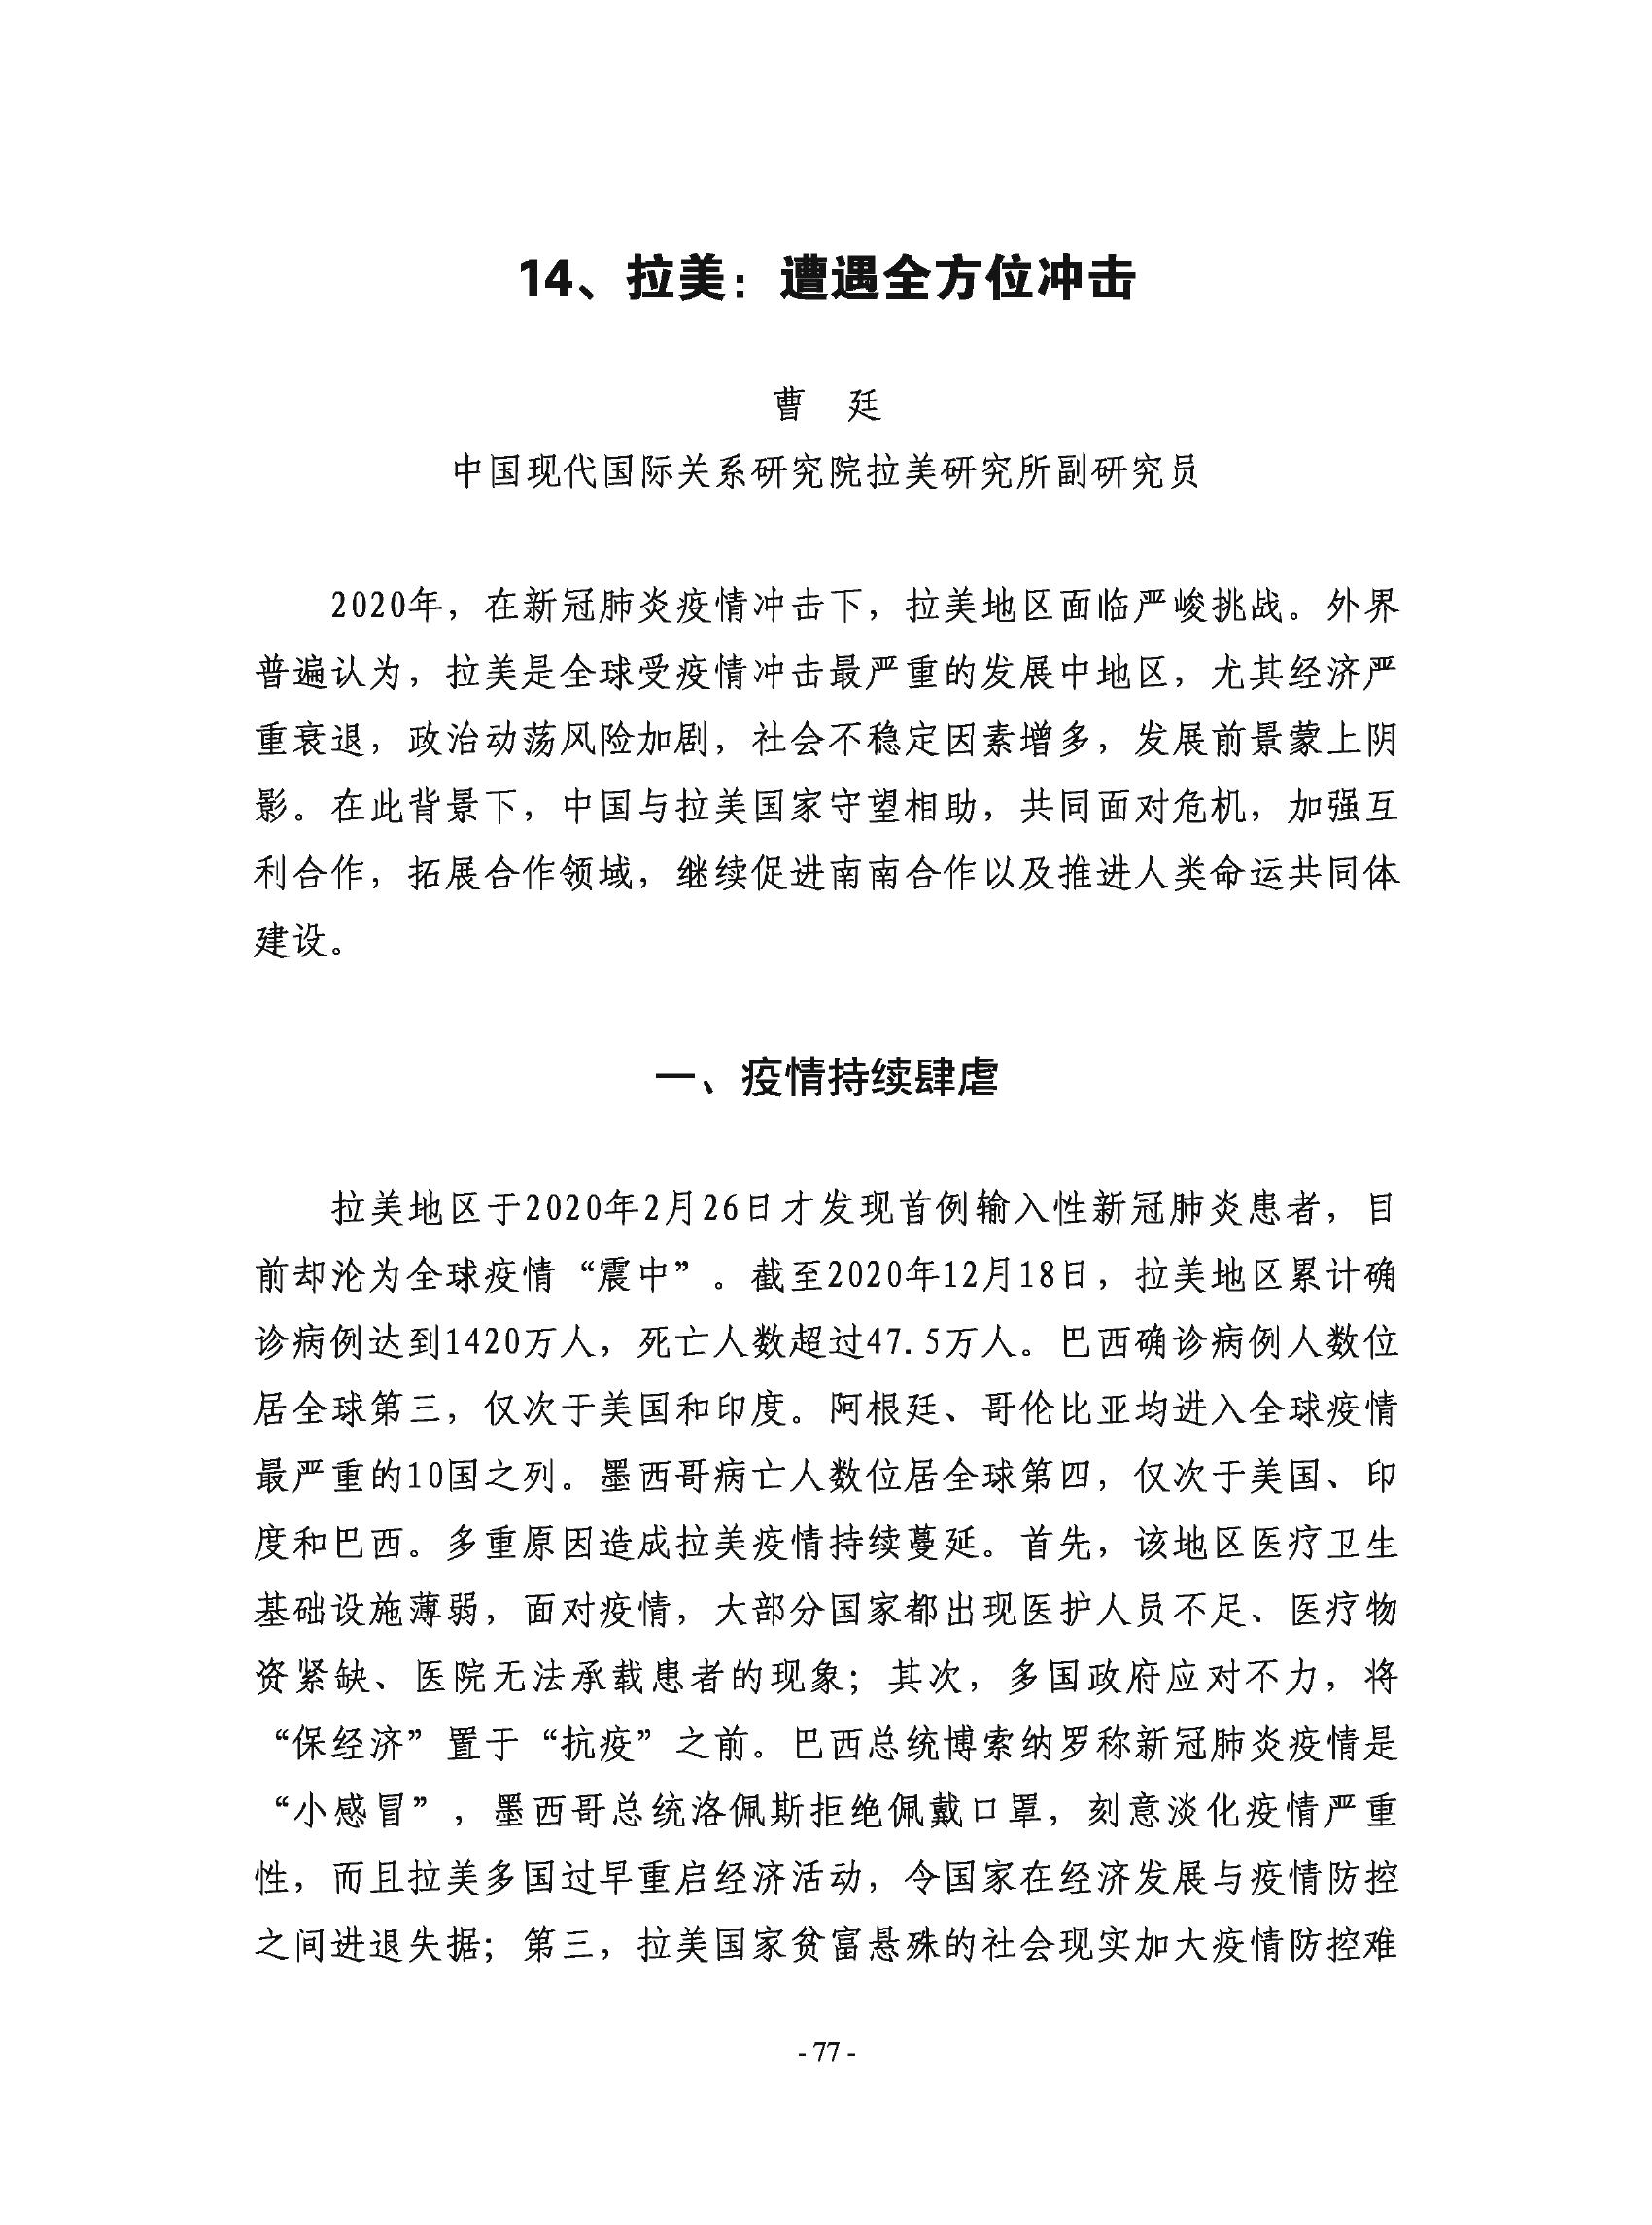 14、拉美：遭遇全方位冲击
曹　廷
中国现代国际关系研究院拉美研究所副研究员
2020年，在新冠肺炎疫情冲击下，拉美地区面临严峻挑战。外界
普遍认为，拉美是全球受疫情冲击最严重的发展中地区，尤其经济严
重衰退，政治动荡风险加剧，社会不稳定因素增多，发展前景蒙上阴
影。在此背景下，中国与拉美国家守望相助，共同面对危机，加强互
利合作，拓展合作领域，继续促进南南合作以及推进人类命运共同体
建设。
一、疫情持续肆虐
拉美地区于2020年2月26日才发现首例输入性新冠肺炎患者，目
前却沦为全球疫情“震中”。截至2020年12月18日，拉美地区累计确
诊病例达到1420万人，死亡人数超过47.5万人。巴西确诊病例人数位
居全球第三，仅次于美国和印度。阿根廷、哥伦比亚均进入全球疫情
最严重的10国之列。墨西哥病亡人数位居全球第四，仅次于美国、印
度和巴西。多重原因造成拉美疫情持续蔓延。首先，该地区医疗卫生
基础设施薄弱，面对疫情，大部分国家都出现医护人员不足、医疗物
资紧缺、医院无法承载患者的现象；其次，多国政府应对不力，将
“保经济”置于“抗疫”之前。巴西总统博索纳罗称新冠肺炎疫情是
“小感冒”，墨西哥总统洛佩斯拒绝佩戴口罩，刻意淡化疫情严重
性，而且拉美多国过早重启经济活动，令国家在经济发展与疫情防控
之间进退失据；第三，拉美国家贫富悬殊的社会现实加大疫情防控难
- 77 -